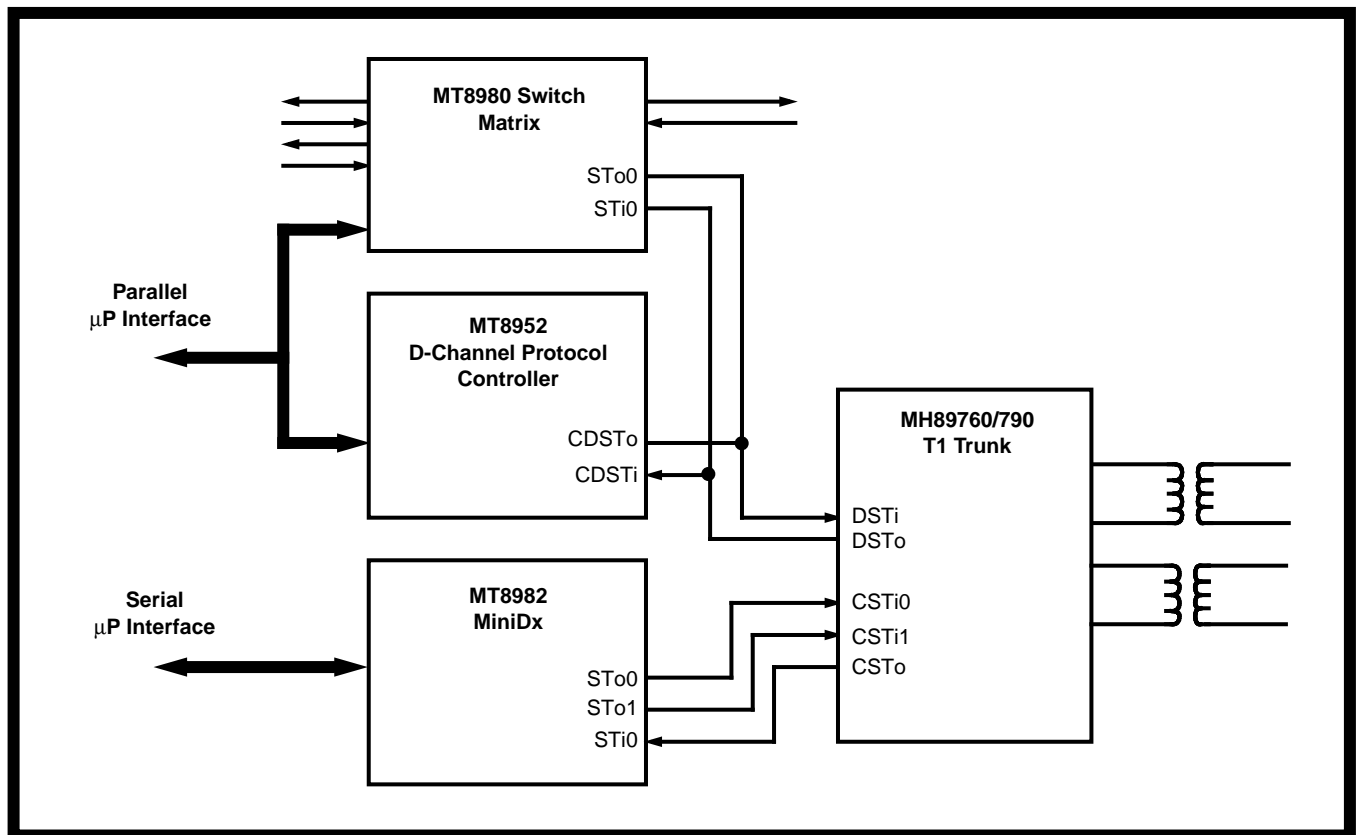 MT8980 Switch
Matrix
STo0
STi0
Parallel
μP Interface
MT8952
D-Channel Protocol
Controller
CDSTo
CDSTi
MH89760/790
T1 Trunk
DSTi
DSTo
CSTi0
CSTi1
CSTo
Serial
μP Interface
MT8982
MiniDx
STo0
STo1
STi0